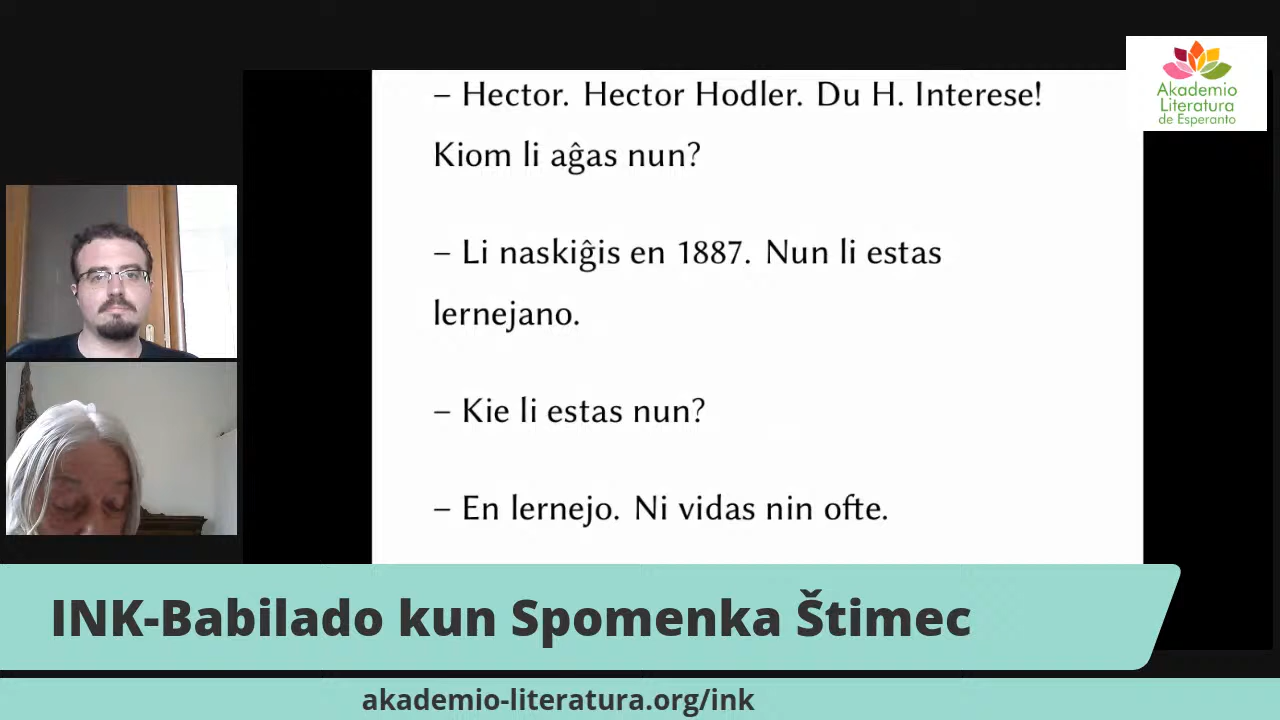 – Hector. Hector Hodler. Du H. Interese!
Kiom li aĝas nun?
– Li naskiĝis en 1887. Nun li estas
lernejano.
– Kie li estas nun?
– En lernejo. Ni vidas nin ofte.
Akademio
Literatura
de Esperanto
INK-Babilado kun Spomenka Štimec
akademio-literatura.org/ink